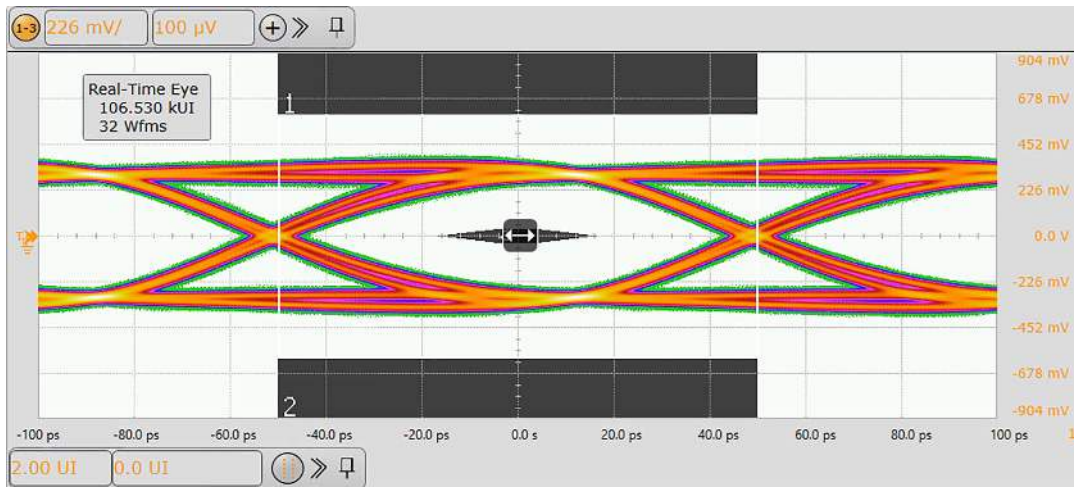 1-3 226 mV/ 100 µV
904 mV
Real-Time Eye
106.530 kUI
32 Wfms
1
678 mV
452 mV
226 mV
0.0 V
-226 mV
-452 mV
-678 mV
2
-904 mV
-100 ps -80.0 ps -60.0 ps -40.0 ps -20.0 ps 0.0 s 20.0 ps 40.0 ps 60.0 ps 80.0 ps 100 ps
2.00 UI 0.0 UI